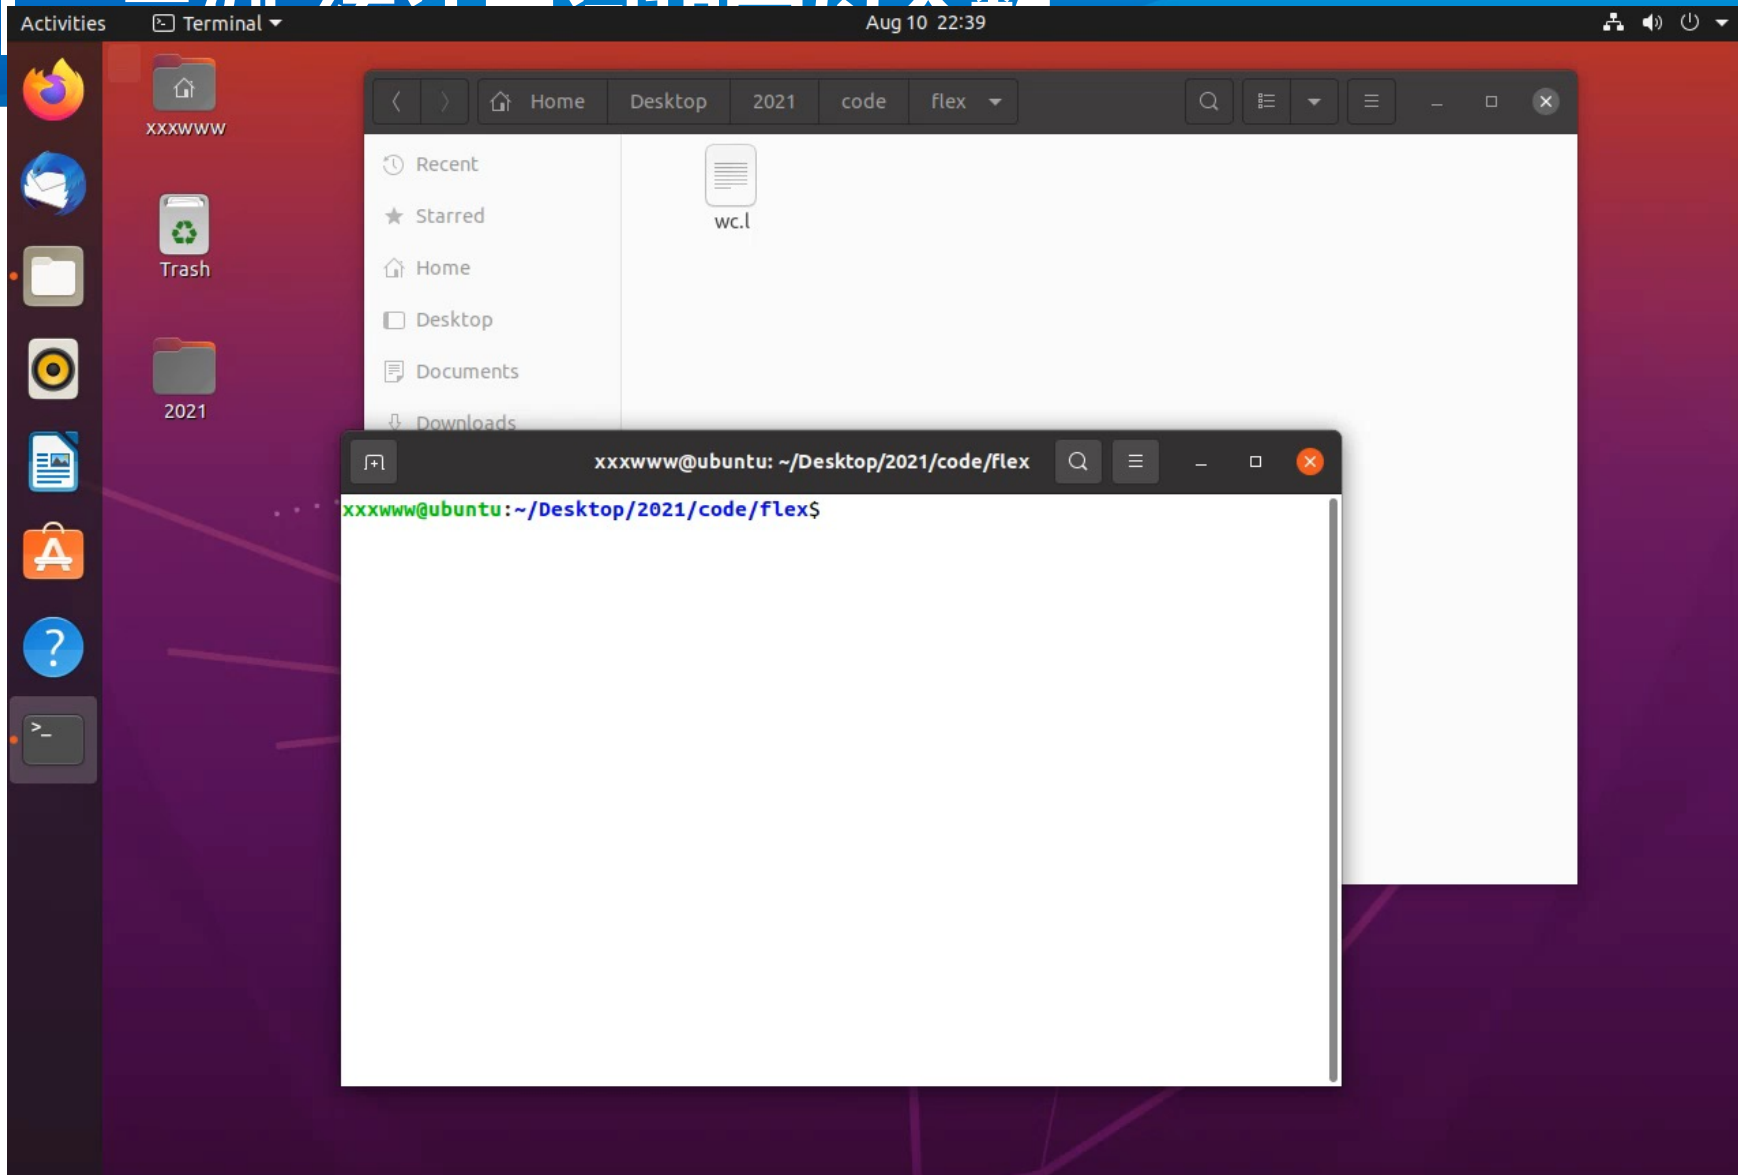 Activities
Terminal
Aug 10 22:39
xxxwww
Trash
2021
Home Desktop 2021 code flex
Recent
Starred
Home
Desktop
Documents
Downloads
wc.l
xxxwww@ubuntu: ~/Desktop/2021/code/flex
xxxwww@ubuntu:~/Desktop/2021/code/flex$
>_